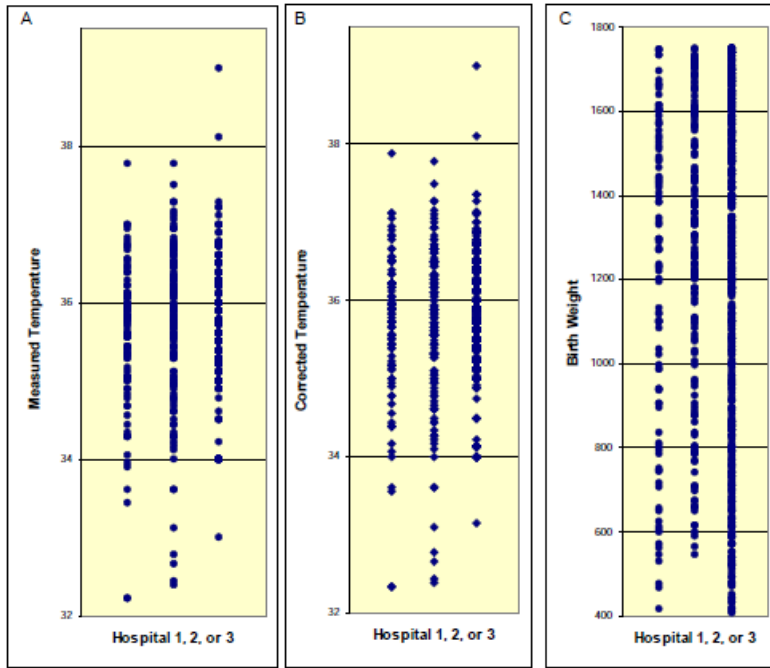 A
Measured Temperature
38
36
34
32
Hospital 1, 2, or 3
B
Corrected Temperature
38
36
34
32
Hospital 1, 2, or 3
C
Birth Weight
1800
1600
1400
1200
1000
800
600
400
Hospital 1, 2, or 3